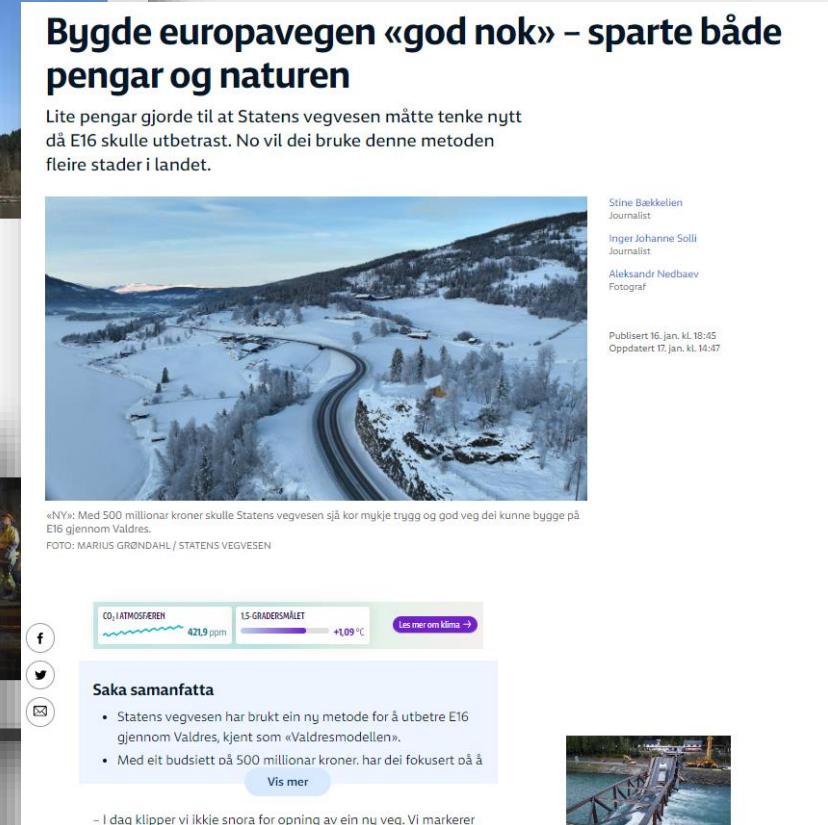 Bygde europavegen «god nok» – sparte både
pengar og naturen
Lite pengar gjorde til at Statens vegvesen måtte tenke nytt
då E16 skulle utbetrast. No vil dei bruke denne metoden
fleire stader i landet.
Stine Bækkelien
Journalist
Inger Johanne Solli
Journalist
Aleksandr Nedbaev
Fotograf
Publisert 16. jan. kl. 18:45
Oppdatert 17. jan. kl. 14:47
«NY»: Med 500 millionar kroner skulle Statens vegvesen sjå kor mykje trygg og god veg dei kunne bygge på
E16 gjennom Valdres.
FOTO: MARIUS GRØNDAHL / STATENS VEGVESEN
CO₂ I ATMOSFÆREN
421,9 ppm
1,5-GRADERSMÅLET
+1,09 °C
Les mer om klima →
Saka samanfatta
• Statens vegvesen har brukt ein ny metode for å utbetre E16
gjennom Valdres, kjent som «Valdresmodellen».
• Med eit budsjett på 500 millionar kroner, har dei fokusert på å
Vis mer
– I dag klipper vi ikkje snora for opning av ein ny veg. Vi markerer